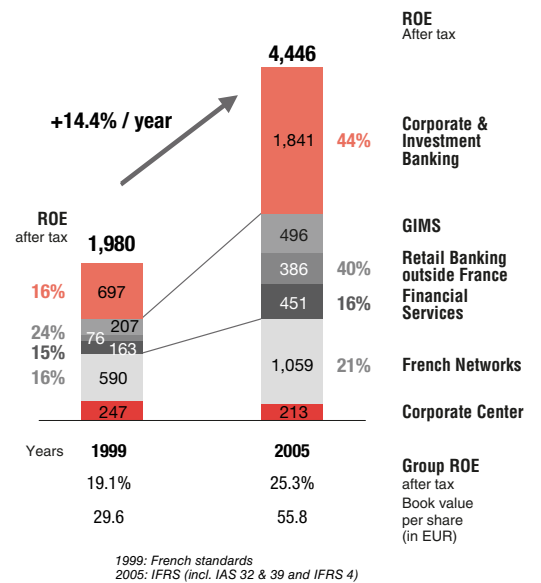 ROE
After tax
4,446
+14.4% / year
1,841
44%
Corporate &
Investment
Banking
ROE
after tax
1,980
496
GIMS
386
40%
Retail Banking
outside France
16%
697
451
16%
Financial
Services
24%
207
76
15%
163
16%
590
1,059
21%
French Networks
247
213
Corporate Center
Years
1999
2005
Group ROE
after tax
19.1%
25.3%
Book value
per share
(in EUR)
29.6
55.8
1999: French standards
2005: IFRS (incl. IAS 32 & 39 and IFRS 4)